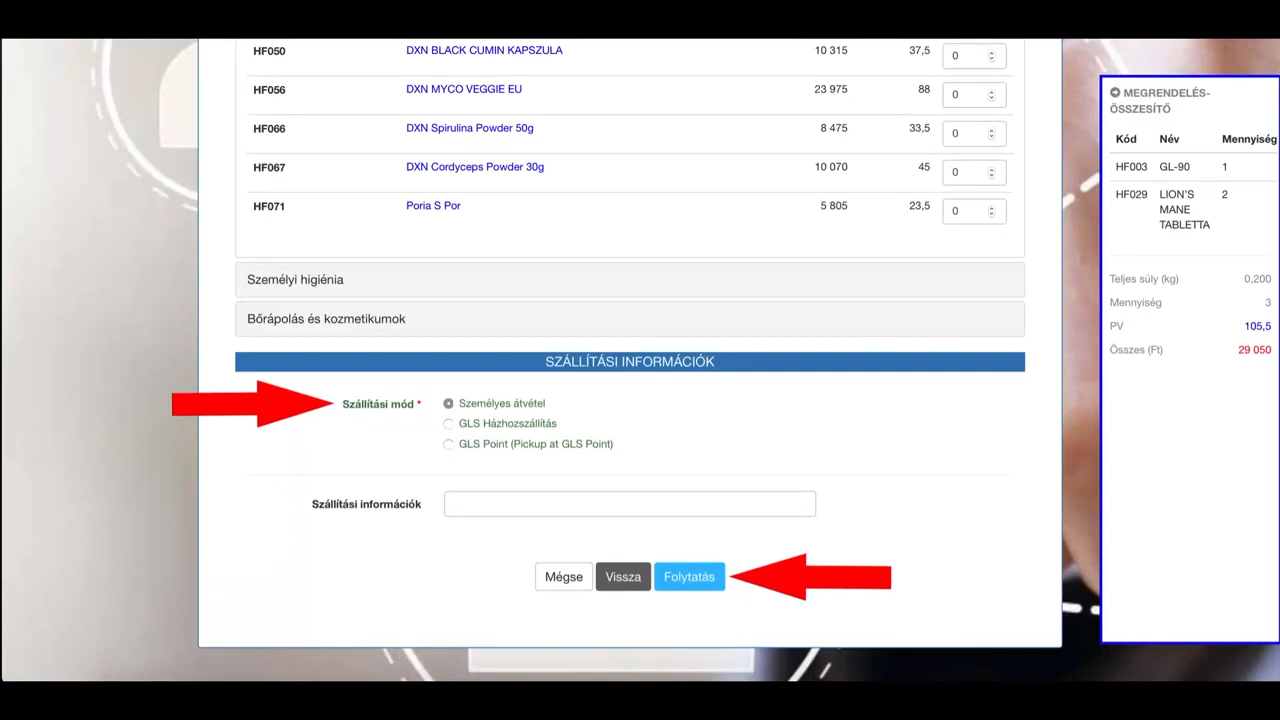 HF050 DXN BLACK CUMIN KAPSZULA 10 315 37,5 0
HF056 DXN MYCO VEGGIE EU 23 975 88 0
HF066 DXN Spirulina Powder 50g 8 475 33,5 0
HF067 DXN Cordyceps Powder 30g 10 070 45 0
HF071 Poria S Por 5 805 23,5 0
Személyi higiénia
Bőrápolás és kozmetikumok
SZÁLLÍTÁSI INFORMÁCIÓK
Szállítási mód *
Személyes átvétel
GLS Házhozszállítás
GLS Point (Pickup at GLS Point)
Szállítási információk
Mégse Vissza Folytatás
MEGRENDELÉS-
ÖSSZESÍTŐ
Kód Név Mennyiség
HF003 GL-90 1
HF029 LION'S 2
MANE
TABLETTA
Teljes súly (kg) 0,200
Mennyiség 3
PV 105,5
Összes (Ft) 29 050